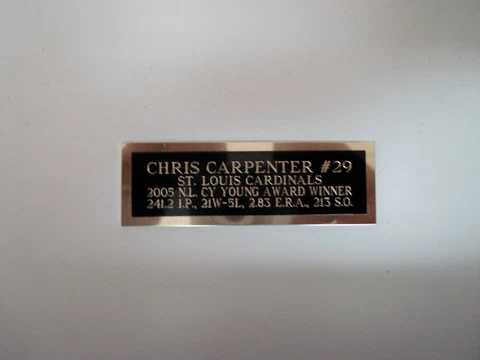 CHRIS CARPENTER #29
ST. LOUIS CARDINALS
2005 N.L. CY YOUNG AWARD WINNER
241.2 I.P., 21W-5L, 2.83 E.R.A., 213 S.O.